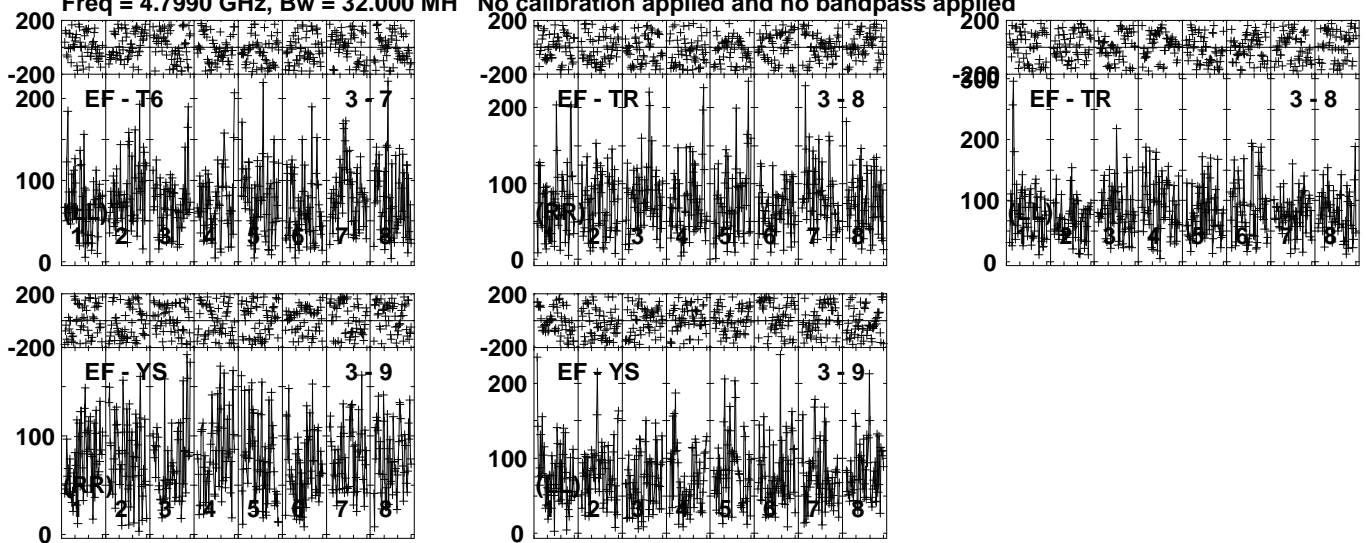 Freq = 4.7990 GHz, Bw = 32.000 MH No calibration applied and no bandpass applied
200
-200
EF - T6 3 - 7
200
100
0
(LL)
1 2 3 4 5 6 7 8
200
-200
EF - TR 3 - 8
200
100
0
(RR)
1 2 3 4 5 6 7 8
200
-200
300
EF - TR 3 - 8
200
100
0
(LL)
1 2 3 4 5 6 7 8
200
-200
EF - YS 3 - 9
100
0
(RR)
1 2 3 4 5 6 7 8
200
-200
EF - YS 3 - 9
200
100
0
(LL)
1 2 3 4 5 6 7 8